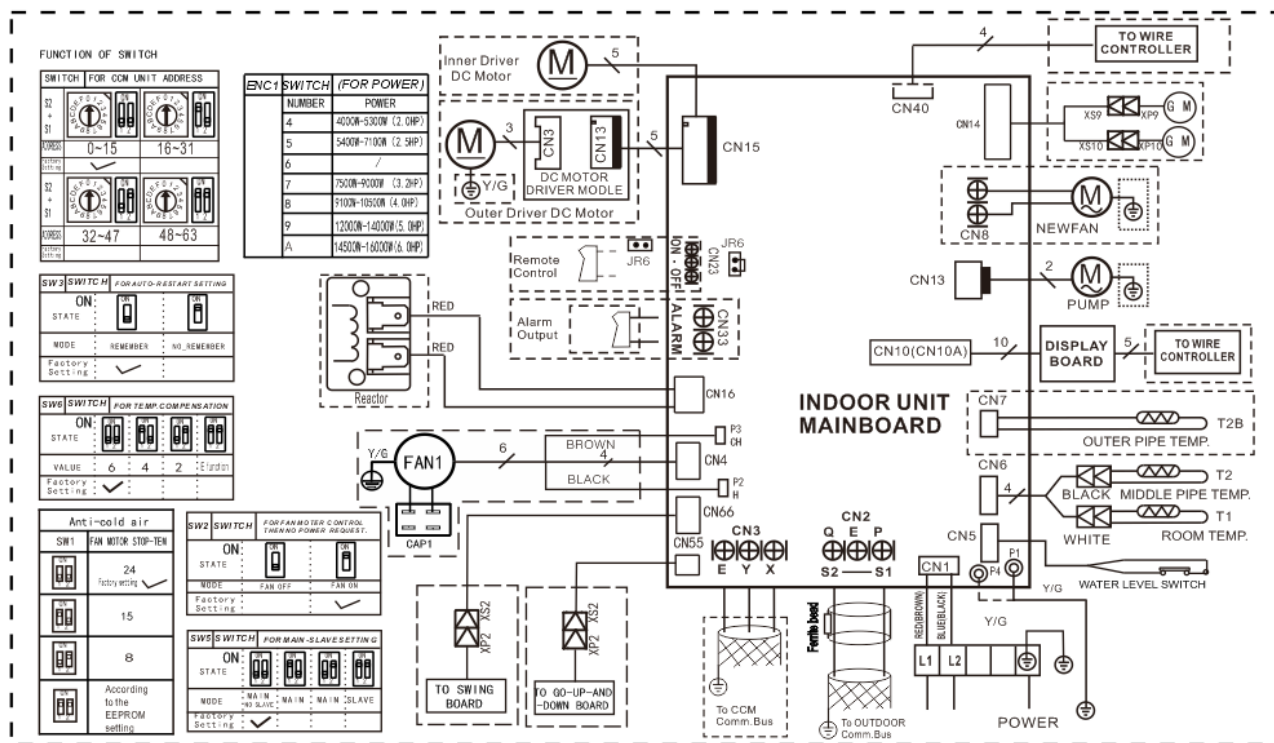 FUNCTION OF SWITCH
SWITCH FOR CCM UNIT ADDRESS
S2
+
S1
ADDRESS 0~15 16~31
S2
+
S1
ADDRESS 32~47 48~63
SW3 SWITCH FOR AUTO-RESTART SETTING
ON
STATE
MODE REMEMBER NO_REMEMBER
Factory
Setting
SW6 SWITCH FOR TEMP.COMPENSATION
ON
STATE
VALUE 6 4 2 E function
Factory
Setting
Anti-cold air
SW1 FAN MOTOR STOP-TEN
24
Factory setting
15
8
According
to the
EEPROM
setting
SW2 SWITCH FOR FAN MOTER CONTROL
THEN NO POWER REQUEST.
ON
STATE
MODE FAN OFF FAN ON
Factory
Setting
SW5 SWITCH FOR MAIN-SLAVE SETTING
ON
STATE
MODE MAIN NO SLAVE MAIN MAIN SLAVE
Factory
Setting
ENC1 SWITCH (FOR POWER)
NUMBER POWER
4 4000W-5300W (2.0HP)
5 5400W-7100W (2.5HP)
6 /
7 7500W-9000W (3.2HP)
8 9100W-10500W (4.0HP)
9 12000W-14000W(5.0HP)
A 14500W-16000W(6.0HP)
Inner Driver
DC Motor
M
5
M
3
CN3
CN13
5
DC MOTOR
DRIVER MODLE
Y/G
Outer Driver DC Motor
CN15
Remote
Control
JR6
ON - OFF
CN23
JR6
Alarm
Output
ALARM
CN33
RED
RED
Reactor
CN16
Y/G
FAN1
6
BROWN
4
BLACK
P3
CH
CN4
P2
H
CAP1
CN66
CN55
XS2
XP2
TO SWING
BOARD
XS2
XP2
TO GO-UP-AND
-DOWN BOARD
CN3
E Y X
To CCM
Comm.Bus
CN2
Q E P
S2 S1
Ferrite bead
To OUTDOOR
Comm.Bus
INDOOR UNIT
MAINBOARD
CN40
4
TO WIRE
CONTROLLER
CN14
XS9 XP9 G M
XS10 XP10 G M
CN8
M
NEWFAN
CN13
2
M
PUMP
CN10(CN10A)
10
DISPLAY
BOARD
5
TO WIRE
CONTROLLER
CN7
T2B
OUTER PIPE TEMP.
CN6
4
T2
BLACK MIDDLE PIPE TEMP.
T1
WHITE ROOM TEMP.
CN5
WATER LEVEL SWITCH
P4
P1
Y/G
Y/G
CN1
RED(BROWN)
BLUE(BLACK)
L1 L2
POWER